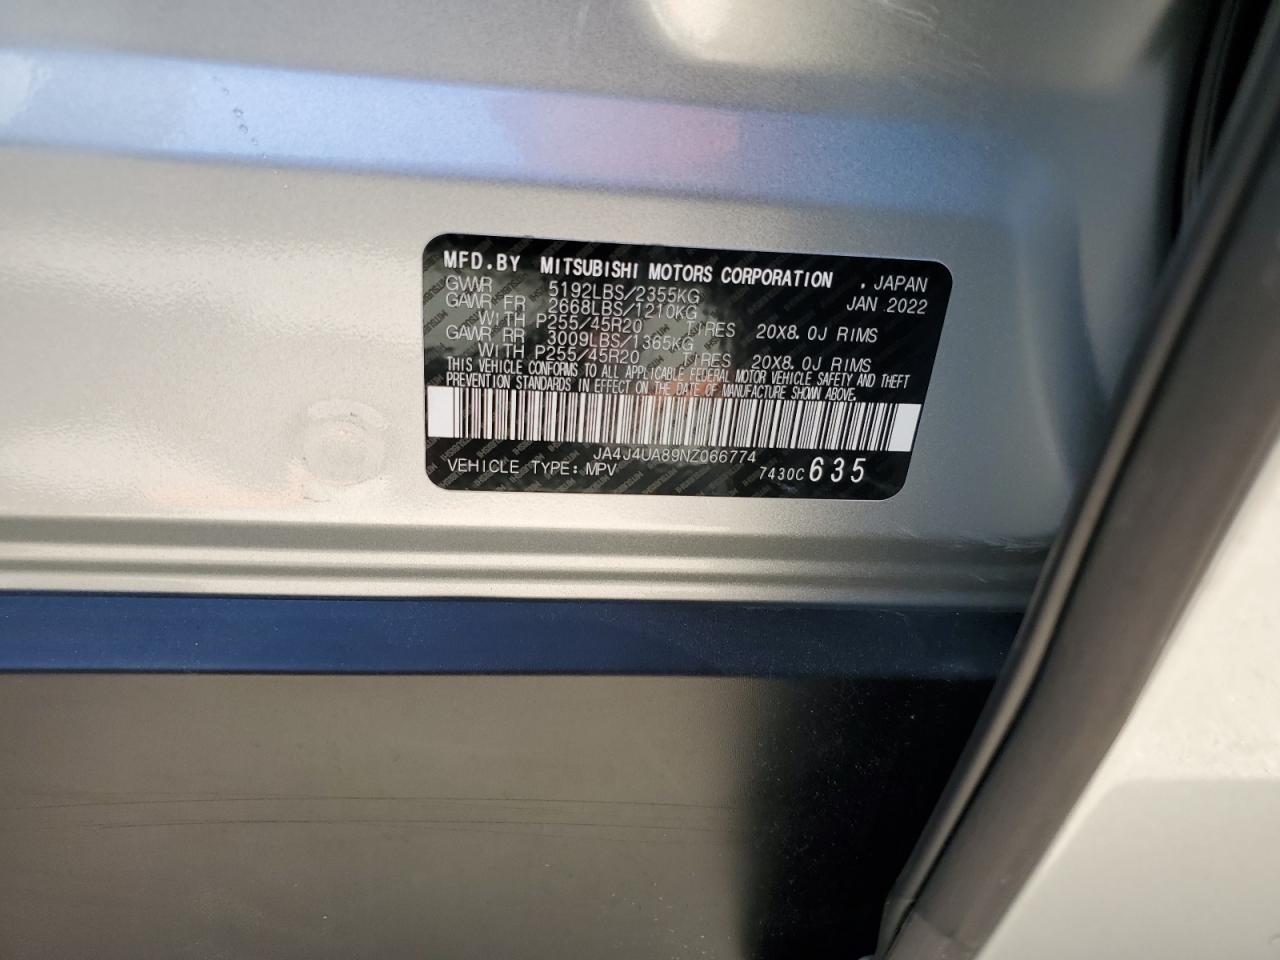 MFD.BY MITSUBISHI MOTORS CORPORATION . JAPAN
GVWR 5192LBS/2355KG JAN 2022
GAWR FR 2668LBS/1210KG
WITH P255/45R20 TIRES 20X8.0J RIMS
GAWR RR 3009LBS/1365KG
WITH P255/45R20 TIRES 20X8.0J RIMS
THIS VEHICLE CONFORMS TO ALL APPLICABLE FEDERAL MOTOR VEHICLE SAFETY AND THEFT
PREVENTION STANDARDS IN EFFECT ON THE DATE OF MANUFACTURE SHOWN ABOVE.
JA4J4UA89NZ066774
VEHICLE TYPE: MPV 7430C 635